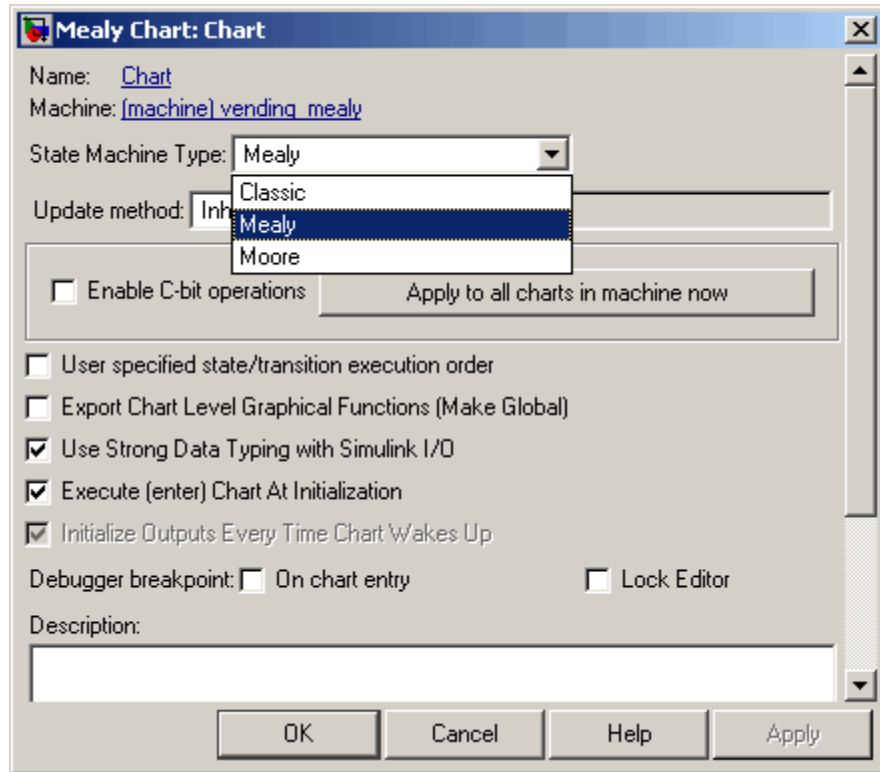 Mealy Chart: Chart
Name: Chart
Machine: (machine) vending_mealy
State Machine Type: Mealy
Classic
Update method: Inh
Mealy
Moore
Enable C-bit operations Apply to all charts in machine now
User specified state/transition execution order
Export Chart Level Graphical Functions (Make Global)
Use Strong Data Typing with Simulink I/O
Execute (enter) Chart At Initialization
Initialize Outputs Every Time Chart Wakes Up
Debugger breakpoint: On chart entry Lock Editor
Description:
OK Cancel Help Apply